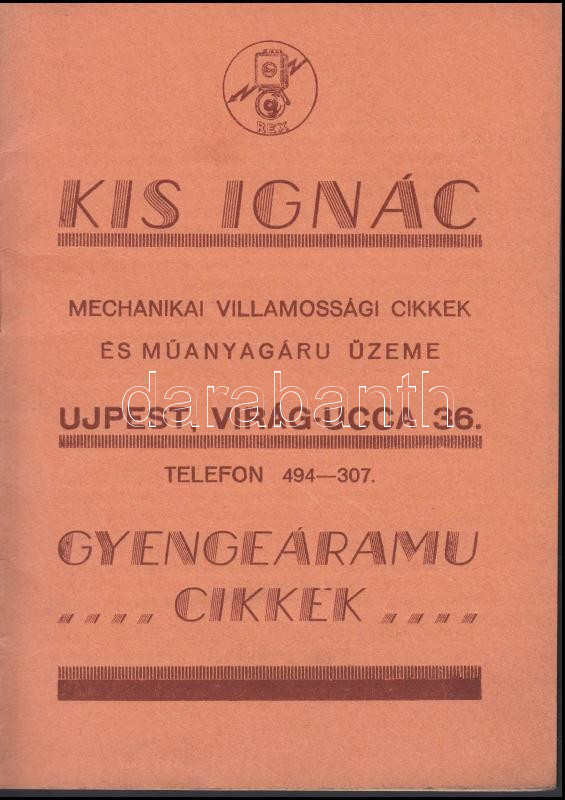 REX
KIS IGNÁC
MECHANIKAI VILLAMOSSÁGI CIKKEK
ÉS MŰANYAGÁRU ÜZEME
darabanth
UJPEST, VIRÁG-UCCA 36.
TELEFON 494—307.
GYENGEÁRAMU
„„ CIKKEK „„